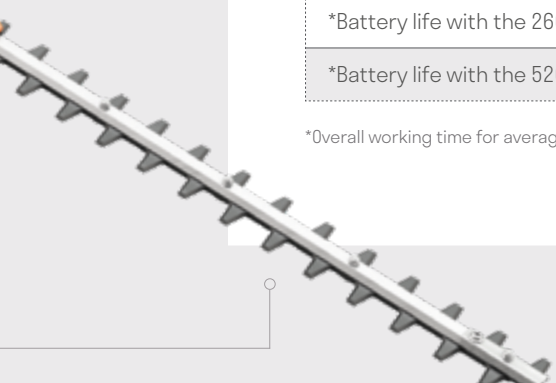 *Battery life with the 26
*Battery life with the 52
*Overall working time for averag